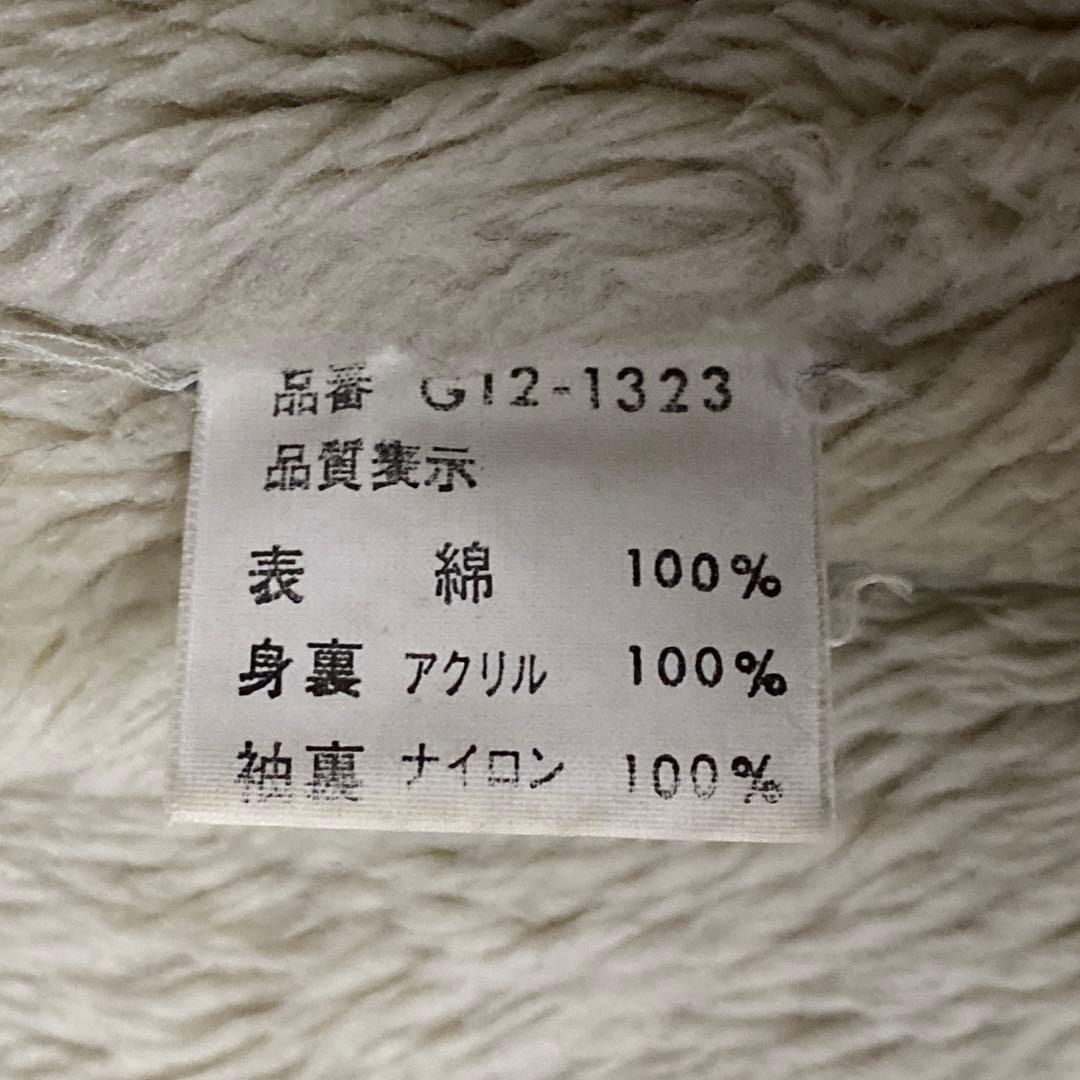 品番 G12-1323
品質表示
表 綿 100%
身裏 アクリル 100%
袖裏 ナイロン 100%